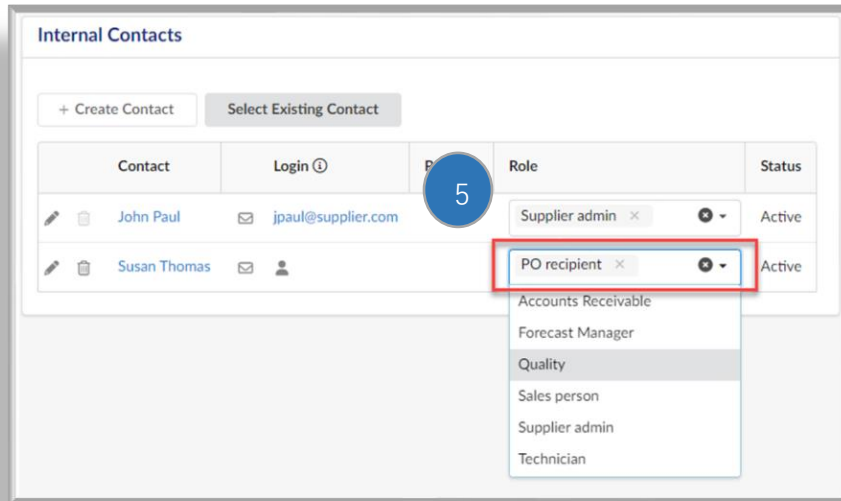 Internal Contacts
+ Create Contact Select Existing Contact
Contact Login Role Status
5
John Paul jpaul@supplier.com Supplier admin × Active
Susan Thomas PO recipient × Active
Accounts Receivable
Forecast Manager
Quality
Sales person
Supplier admin
Technician